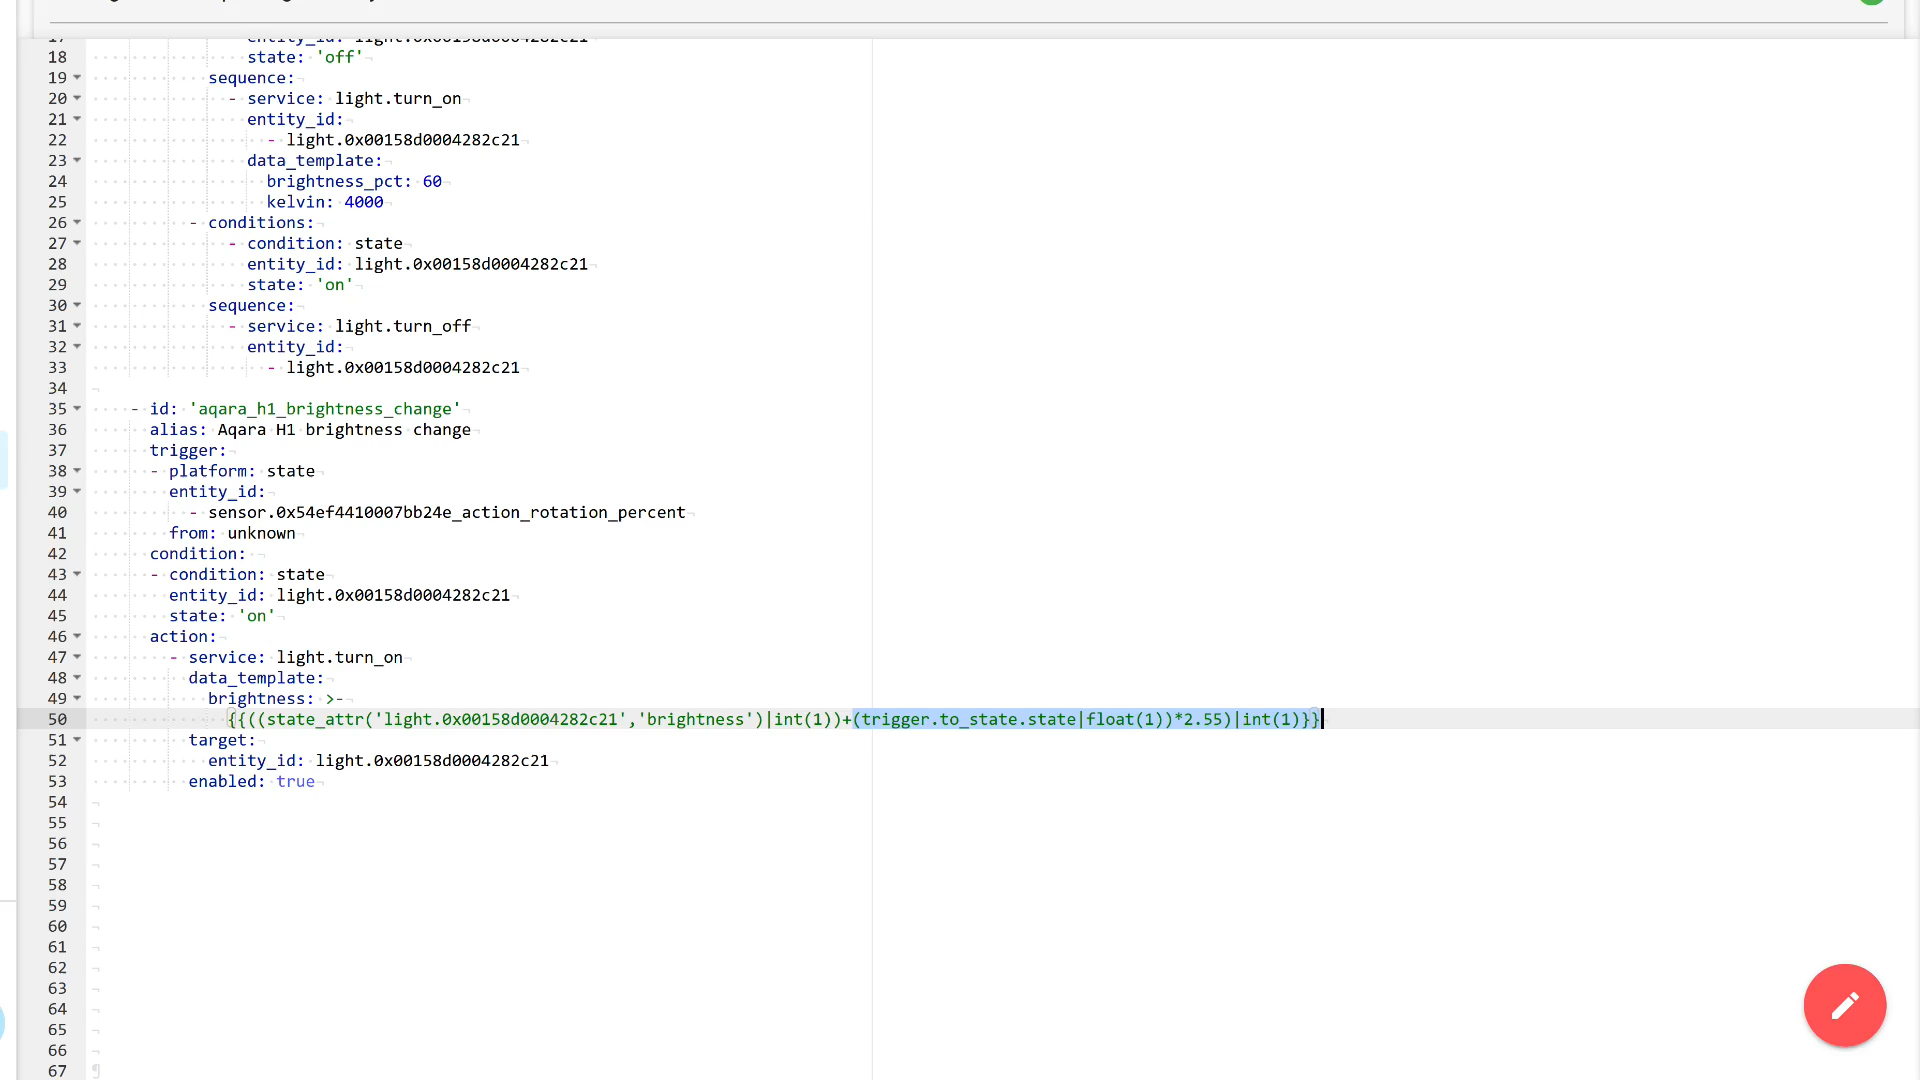 18 state: 'off'
19 sequence:
20 - service: light.turn_on
21 entity_id:
22 - light.0x00158d0004282c21
23 data_template:
24 brightness_pct: 60
25 kelvin: 4000
26 - conditions:
27 - condition: state
28 entity_id: light.0x00158d0004282c21
29 state: 'on'
30 sequence:
31 - service: light.turn_off
32 entity_id:
33 - light.0x00158d0004282c21
34
35 - id: 'aqara_h1_brightness_change'
36 alias: Aqara H1 brightness change
37 trigger:
38 - platform: state
39 entity_id:
40 - sensor.0x54ef4410007bb24e_action_rotation_percent
41 from: unknown
42 condition:
43 - condition: state
44 entity_id: light.0x00158d0004282c21
45 state: 'on'
46 action:
47 - service: light.turn_on
48 data_template:
49 brightness: >-
50 {{((state_attr('light.0x00158d0004282c21','brightness')|int(1))+(trigger.to_state.state|float(1))*2.55)|int(1)}}
51 target:
52 entity_id: light.0x00158d0004282c21
53 enabled: true
54
55
56
57
58
59
60
61
62
63
64
65
66
67